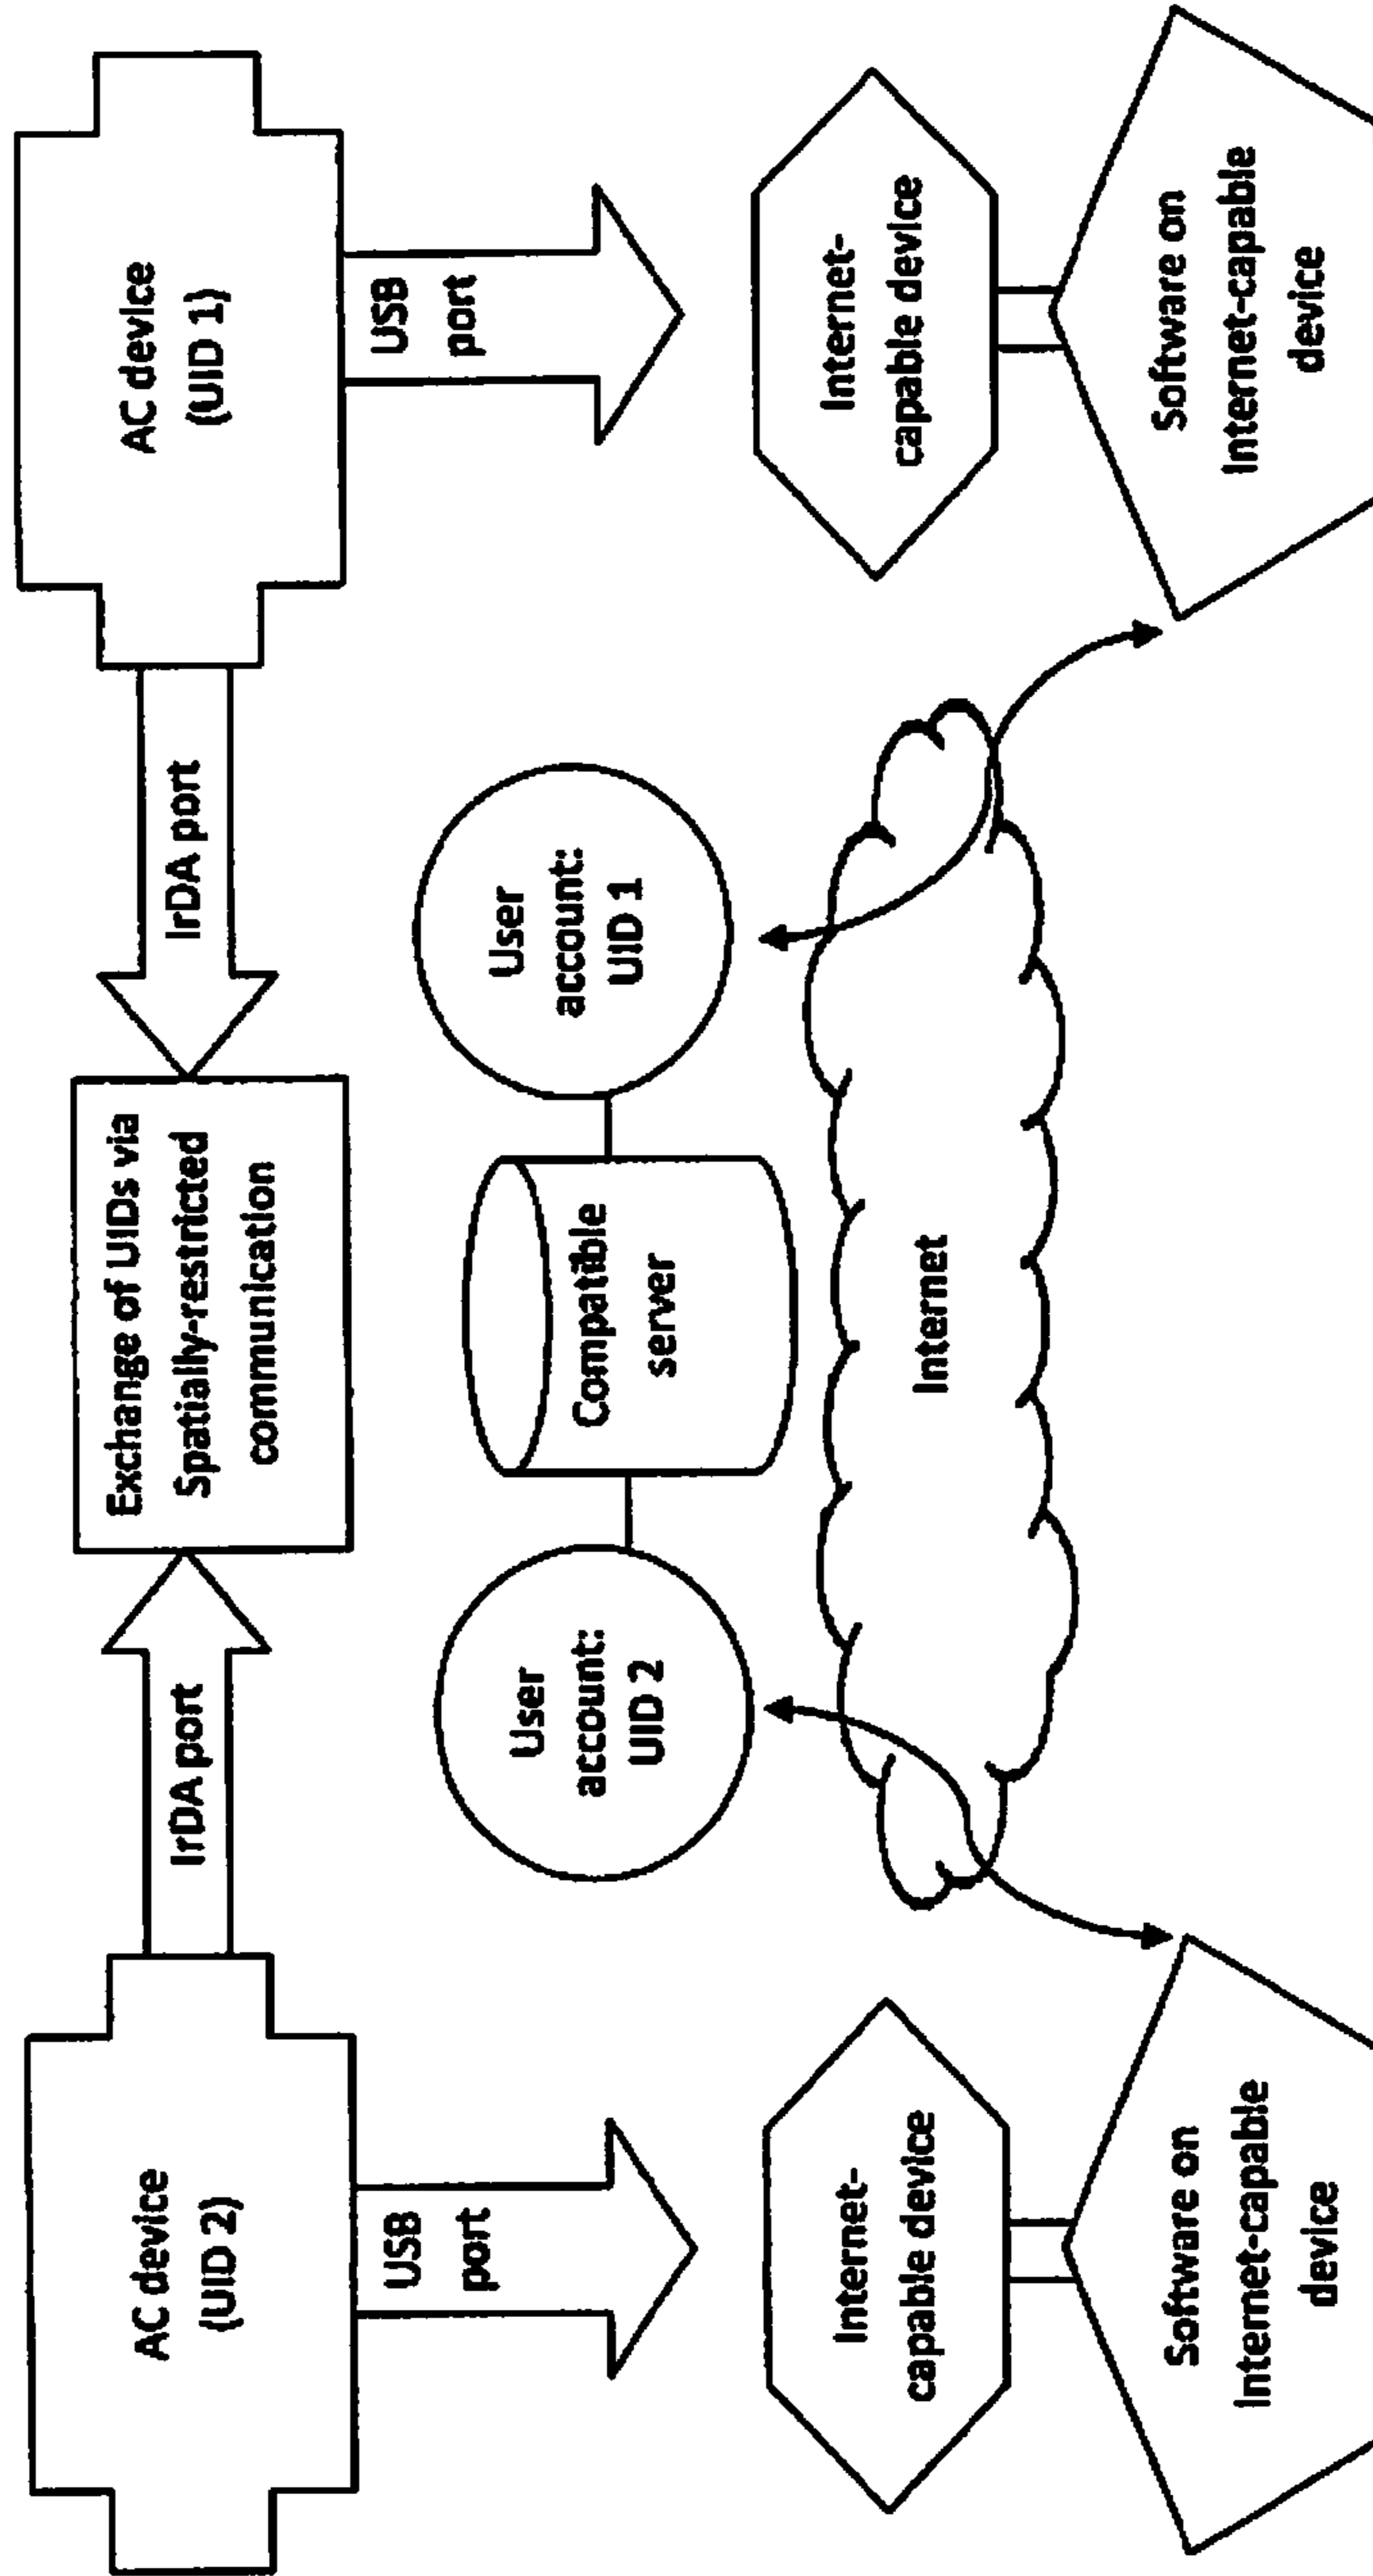 AC device
(UID 2)
IrDA port
Exchange of UIDs via
Spatially-restricted
communication
IrDA port
AC device
(UID 1)
USB
port
User
account:
UID 2
Compatible
server
User
account:
UID 1
USB
port
Internet-
capable device
Internet
Internet-
capable device
Software on
Internet-capable
device
Software on
Internet-capable
device